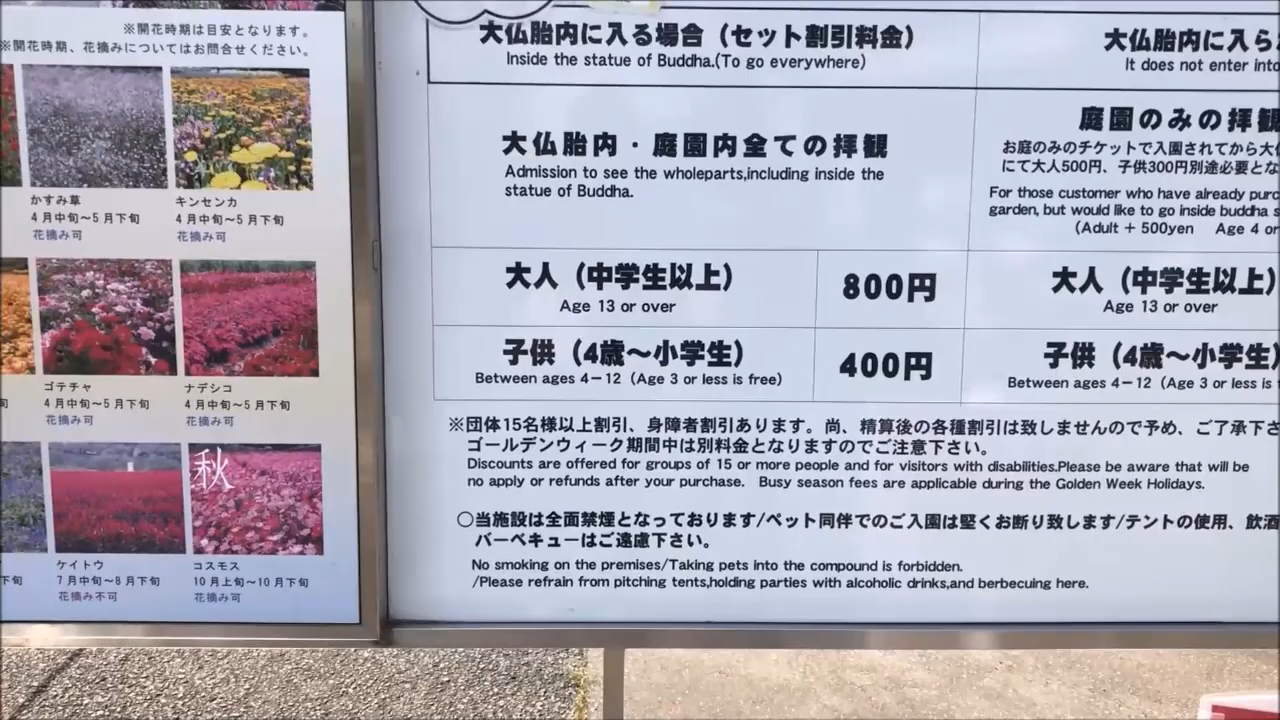 ※開花時期は目安となります。
※開花時期、花摘みについてはお問合せください。
かすみ草
4月中旬～5月下旬
花摘み可
キンセンカ
4月中旬～5月下旬
花摘み可
ゴテチャ
4月中旬～5月下旬
花摘み可
ナデシコ
4月中旬～5月下旬
花摘み可
秋
ケイトウ
7月中旬～8月下旬
花摘み不可
コスモス
10月上旬～10月下旬
花摘み可
大仏胎内に入る場合（セット割引料金）
Inside the statue of Buddha.(To go everywhere)
大仏胎内に入ら
It does not enter into
大仏胎内・庭園内全ての拝観
Admission to see the wholeparts,including inside the
statue of Buddha.
庭園のみの拝観
お庭のみのチケットで入園されてから大
にて大人500円、子供300円別途必要とな
For those customer who have already purc
garden, but would like to go inside buddha s
(Adult + 500yen Age 4 or
大人（中学生以上）
Age 13 or over
800円
大人（中学生以上）
Age 13 or over
子供（4歳～小学生）
Between ages 4－12（Age 3 or less is free）
400円
子供（4歳～小学生）
Between ages 4－12（Age 3 or less is
※団体15名様以上割引、身障者割引あります。尚、精算後の各種割引は致しませんので予め、ご了承下さ
ゴールデンウィーク期間中は別料金となりますのでご注意下さい。
Discounts are offered for groups of 15 or more people and for visitors with disabilities.Please be aware that will be
no apply or refunds after your purchase. Busy season fees are applicable during the Golden Week Holidays.
○当施設は全面禁煙となっております/ペット同伴でのご入園は堅くお断り致します/テントの使用、飲酒
バーベキューはご遠慮下さい。
No smoking on the premises/Taking pets into the compound is forbidden.
/Please refrain from pitching tents,holding parties with alcoholic drinks,and berbecuing here.